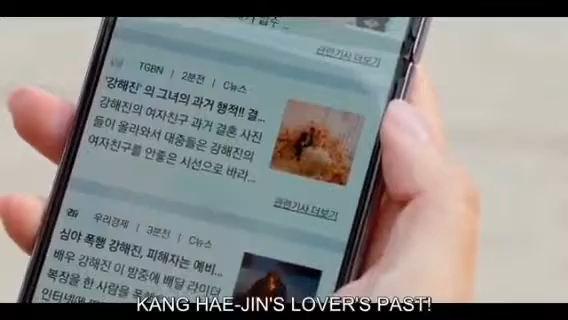 관련기사 더보기
TGBN | 2분전 | C뉴스
'강해진' 의 그녀의 과거 행적!! 결...
강해진의 여자친구 과거 결혼 사진
들이 올라와서 대중들은 강해진의
여자친구를 안좋은 시선으로 바라...
관련기사 더보기
우리경제 | 3분전 | C뉴스
심야 폭행 강해진, 피해자는 예비...
배우 강해진 이 방중에 배달 라이더
복장을 한 사람을
인터넷에
KANG HAE-JIN'S LOVER'S PAST!